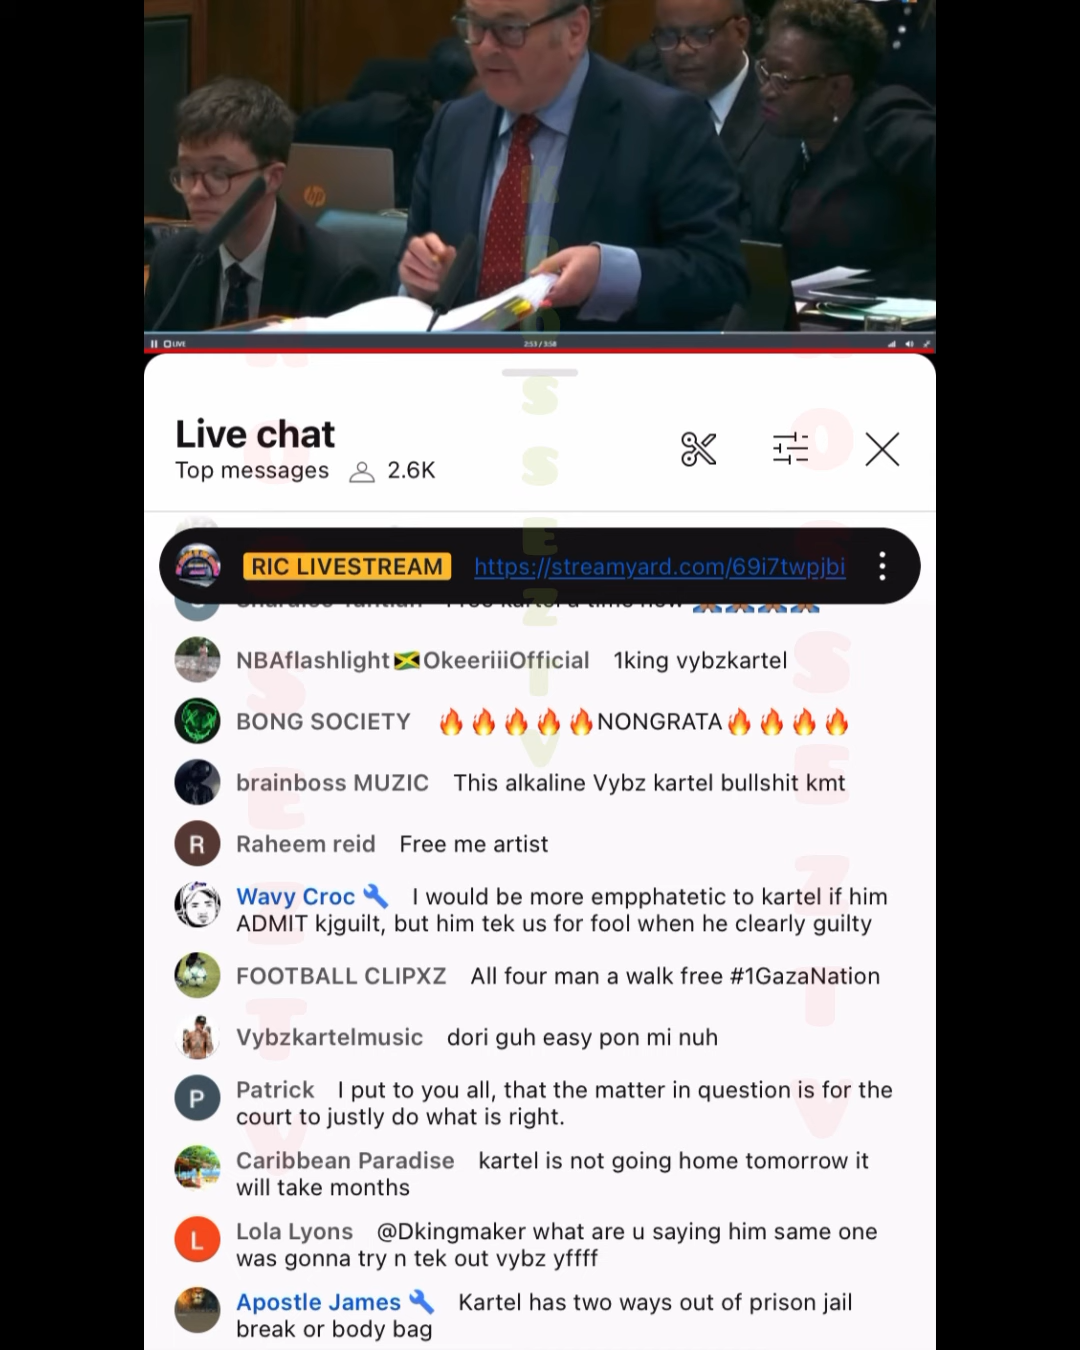 hp
LIVE
2:53 / 3:58
Live chat
Top messages 2.6K
RIC LIVESTREAM https://streamyard.com/69i7twpjbi
NBAflashlight🇯🇲OkeeriiiOfficial 1king vybzkartel
BONG SOCIETY 🔥🔥🔥🔥🔥NONGRATA🔥🔥🔥🔥
brainboss MUZIC This alkaline Vybz kartel bullshit kmt
R Raheem reid Free me artist
Wavy Croc 🔧 I would be more empphatetic to kartel if him
ADMIT kjguilt, but him tek us for fool when he clearly guilty
FOOTBALL CLIPXZ All four man a walk free #1GazaNation
Vybzkartelmusic dori guh easy pon mi nuh
P Patrick I put to you all, that the matter in question is for the
court to justly do what is right.
Caribbean Paradise kartel is not going home tomorrow it
will take months
L Lola Lyons @Dkingmaker what are u saying him same one
was gonna try n tek out vybz yffff
Apostle James 🔧 Kartel has two ways out of prison jail
break or body bag